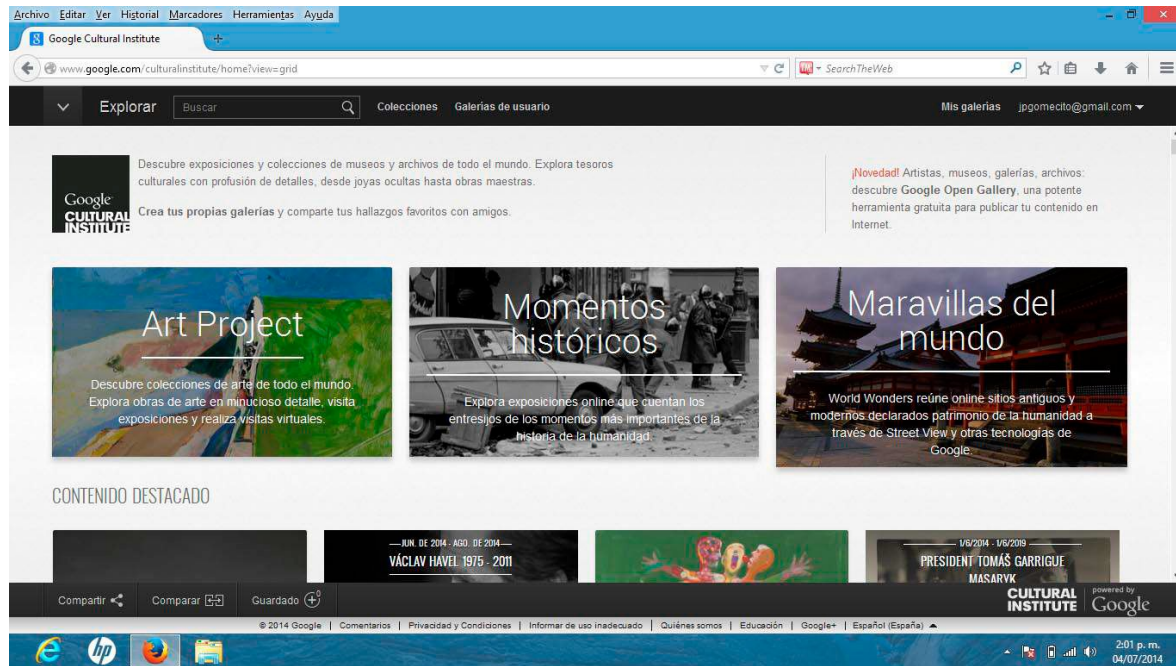 Archivo Editar Ver Historial Marcadores Herramientas Ayuda
Google Cultural Institute
www.google.com/culturalinstitute/home?view=grid
SearchTheWeb
Explorar
Buscar
Colecciones
Galerías de usuario
Mis galerías
jpgomecito@gmail.com
Google
CULTURAL
INSTITUTE
Descubre exposiciones y colecciones de museos y archivos de todo el mundo. Explora tesoros
culturales con profusión de detalles, desde joyas ocultas hasta obras maestras.
Crea tus propias galerías y comparte tus hallazgos favoritos con amigos.
¡Novedad! Artistas, museos, galerías, archivos:
descubre Google Open Gallery, una potente
herramienta gratuita para publicar tu contenido en
Internet.
Art Project
Descubre colecciones de arte de todo el mundo.
Explora obras de arte en minucioso detalle, visita
exposiciones y realiza visitas virtuales.
Momentos
históricos
Explora exposiciones online que cuentan los
entresijos de los momentos más importantes de la
historia de la humanidad.
Maravillas del
mundo
World Wonders reúne online sitios antiguos y
modernos declarados patrimonio de la humanidad a
través de Street View y otras tecnologías de
Google.
CONTENIDO DESTACADO
JUN. DE 2014 - AGO. DE 2014
VÁCLAV HAVEL 1975 - 2011
1/6/2014 - 1/6/2019
PRESIDENT TOMÁŠ GARRIGUE
MASARYK
Compartir
Comparar
Guardado
0
CULTURAL
INSTITUTE
powered by
Google
© 2014 Google | Comentarios | Privacidad y Condiciones | Informar de uso inadecuado | Quiénes somos | Educación | Google+ | Español (España)
hp
2:01 p. m.
04/07/2014